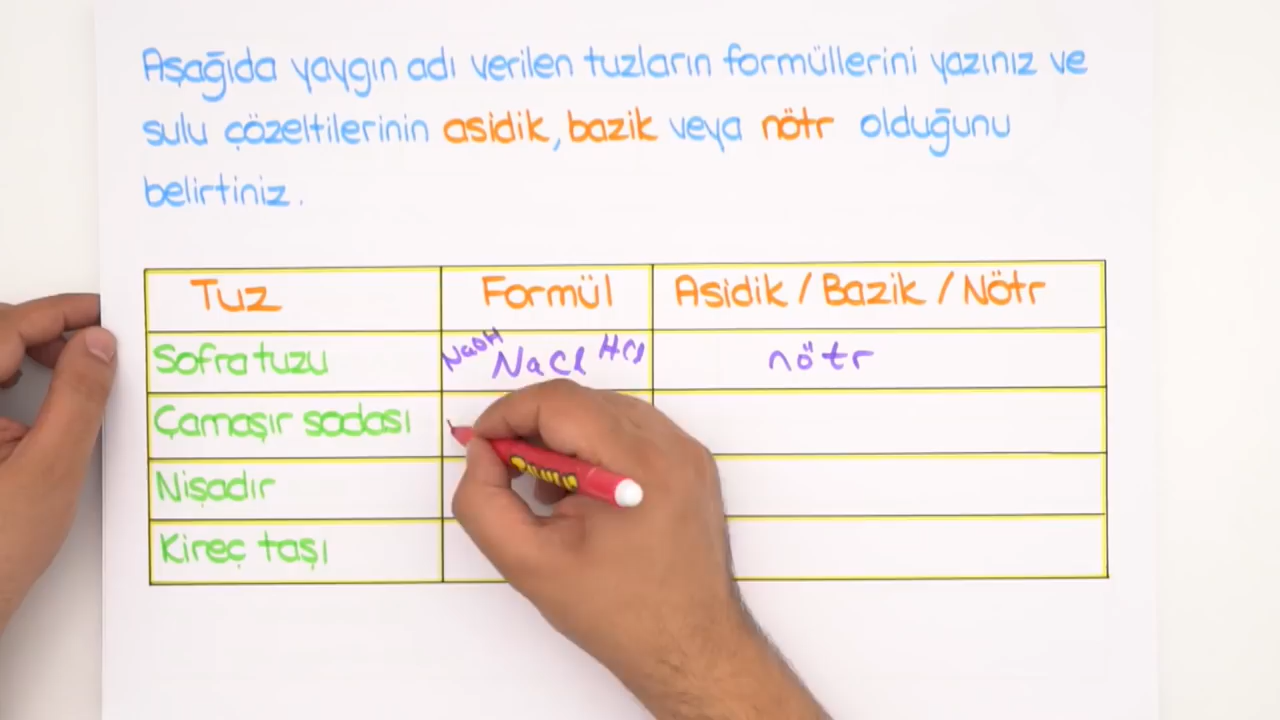 Aşağıda yaygın adı verilen tuzların formüllerini yazınız ve
sulu çözeltilerinin asidik, bazik veya nötr olduğunu
belirtiniz.
Tuz Formül Asidik / Bazik / Nötr
Sofra tuzu NaOH NaCl HCl nötr
Çamaşır sodası
Nişadır
Kireç taşı